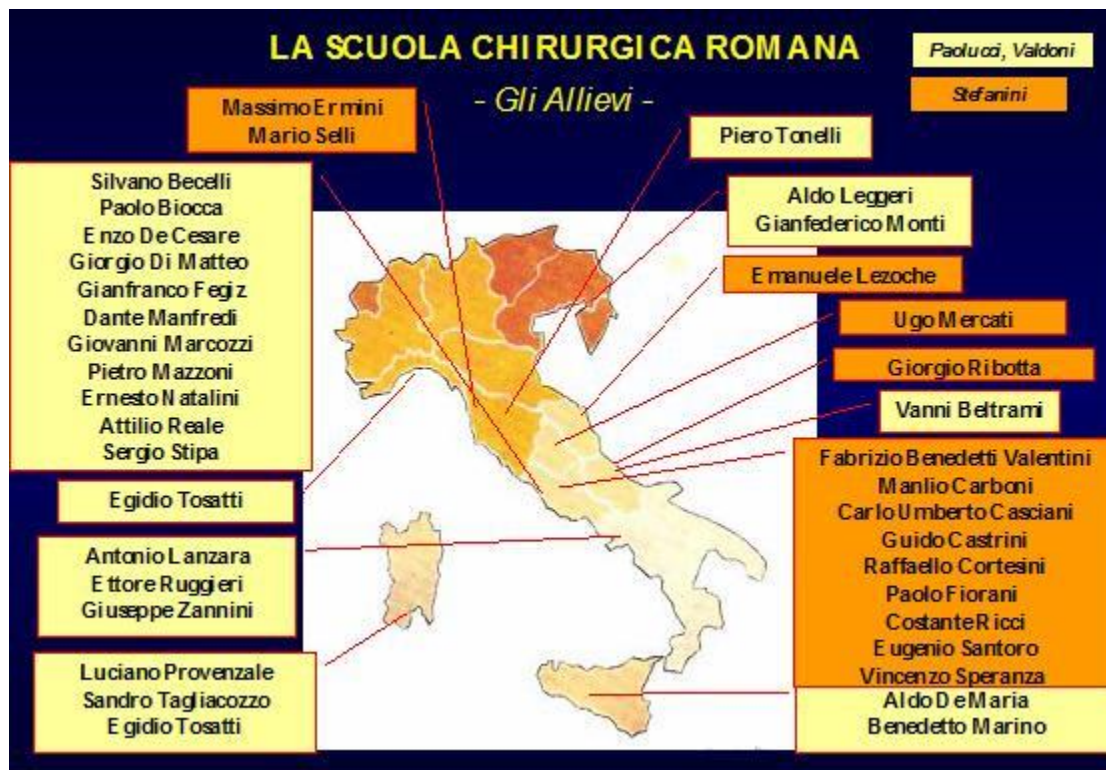 LA SCUOLA CHIRURGICA ROMANA
- Gli Allievi -
Paolucci, Valdoni
Stefanini
Massimo Ermini
Mario Selli
Piero Tonelli
Silvano Becelli
Paolo Biocca
Enzo De Cesare
Giorgio Di Matteo
Gianfranco Fegiz
Dante Manfredi
Giovanni Marcozzi
Pietro Mazzoni
Ernesto Natalini
Attilio Reale
Sergio Stipa
Aldo Leggeri
Gianfederico Monti
Emanuele Lezoche
Ugo Mercati
Giorgio Ribotta
Vanni Beltrami
Egidio Tosatti
Antonio Lanzara
Ettore Ruggieri
Giuseppe Zannini
Luciano Provenzale
Sandro Tagliacozzo
Egidio Tosatti
Fabrizio Benedetti Valentini
Manlio Carboni
Carlo Umberto Casciani
Guido Castrini
Raffaello Cortesini
Paolo Fiorani
Costante Ricci
Eugenio Santoro
Vincenzo Speranza
Aldo De Maria
Benedetto Marino